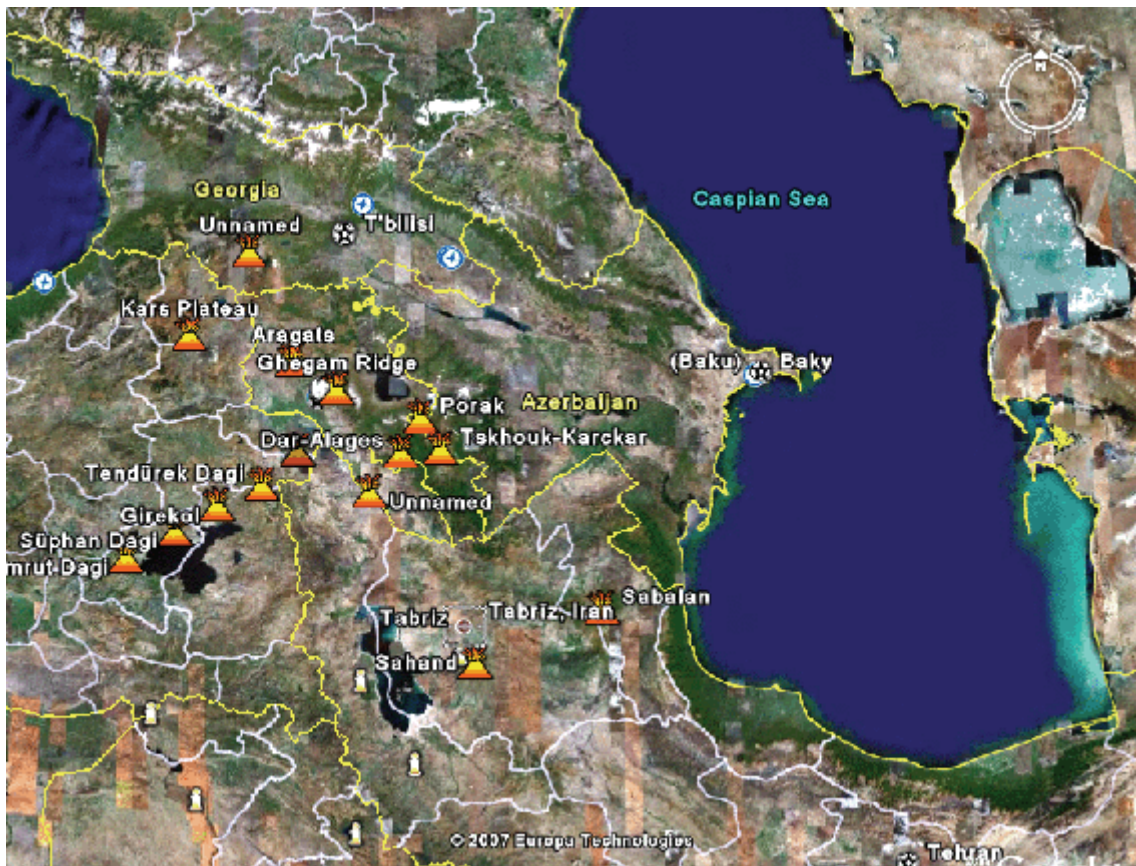 Georgia
Caspian Sea
Unnamed
T'bilisi
Kars Plateau
Aragats
Ghegam Ridge
(Baku) Baky
Porak
Azerbaijan
Dar-Alages
Tskhouk-Karckar
Tendürek Dagi
Unnamed
Girekol
Süphan Dagi
mrut Dagi
Sabalan
Tabriz
Tabriz, Iran
Sahand
© 2007 Europa Technologies
Tehran
N